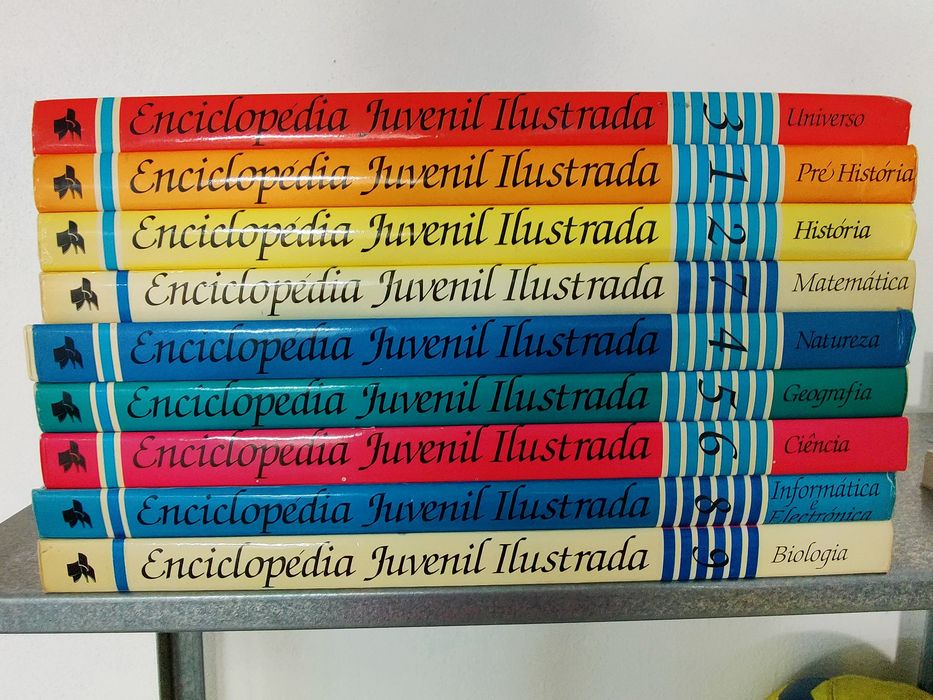 Enciclopédia Juvenil Ilustrada 3 Universo
Enciclopédia Juvenil Ilustrada 1 Pré-História
Enciclopédia Juvenil Ilustrada 2 História
Enciclopédia Juvenil Ilustrada 7 Matemática
Enciclopédia Juvenil Ilustrada 4 Natureza
Enciclopédia Juvenil Ilustrada 5 Geografia
Enciclopédia Juvenil Ilustrada 6 Ciência
Enciclopédia Juvenil Ilustrada 8 Informática
e
Electrónica
Enciclopédia Juvenil Ilustrada 9 Biologia